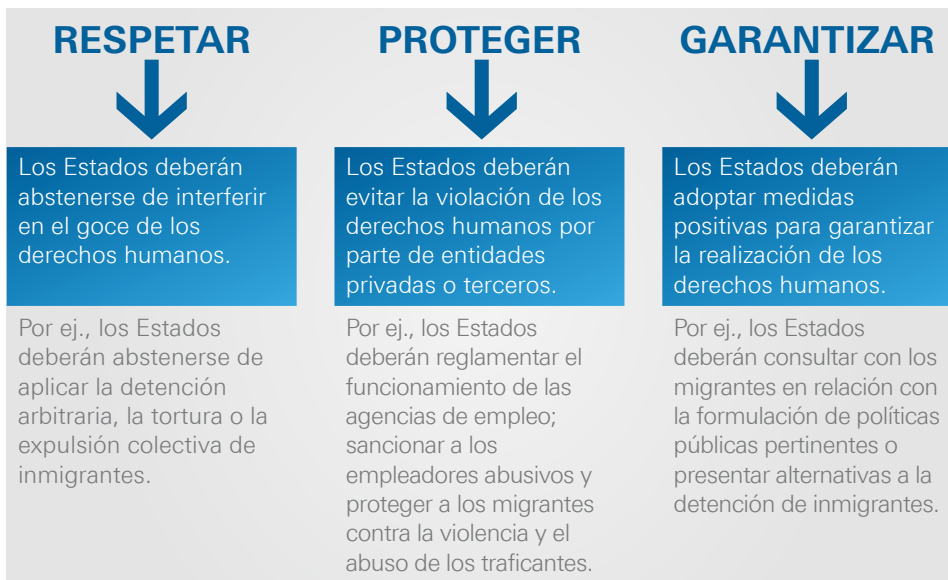 RESPETAR
Los Estados deberán
abstenerse de interferir
en el goce de los
derechos humanos.
Por ej., los Estados
deberán abstenerse de
aplicar la detención
arbitraria, la tortura o la
expulsión colectiva de
inmigrantes.
PROTEGER
Los Estados deberán
evitar la violación de los
derechos humanos por
parte de entidades
privadas o terceros.
Por ej., los Estados
deberán reglamentar el
funcionamiento de las
agencias de empleo;
sancionar a los
empleadores abusivos y
proteger a los migrantes
contra la violencia y el
abuso de los traficantes.
GARANTIZAR
Los Estados deberán
adoptar medidas
positivas para garantizar
la realización de los
derechos humanos.
Por ej., los Estados
deberán consultar con los
migrantes en relación con
la formulación de políticas
públicas pertinentes o
presentar alternativas a la
detención de inmigrantes.